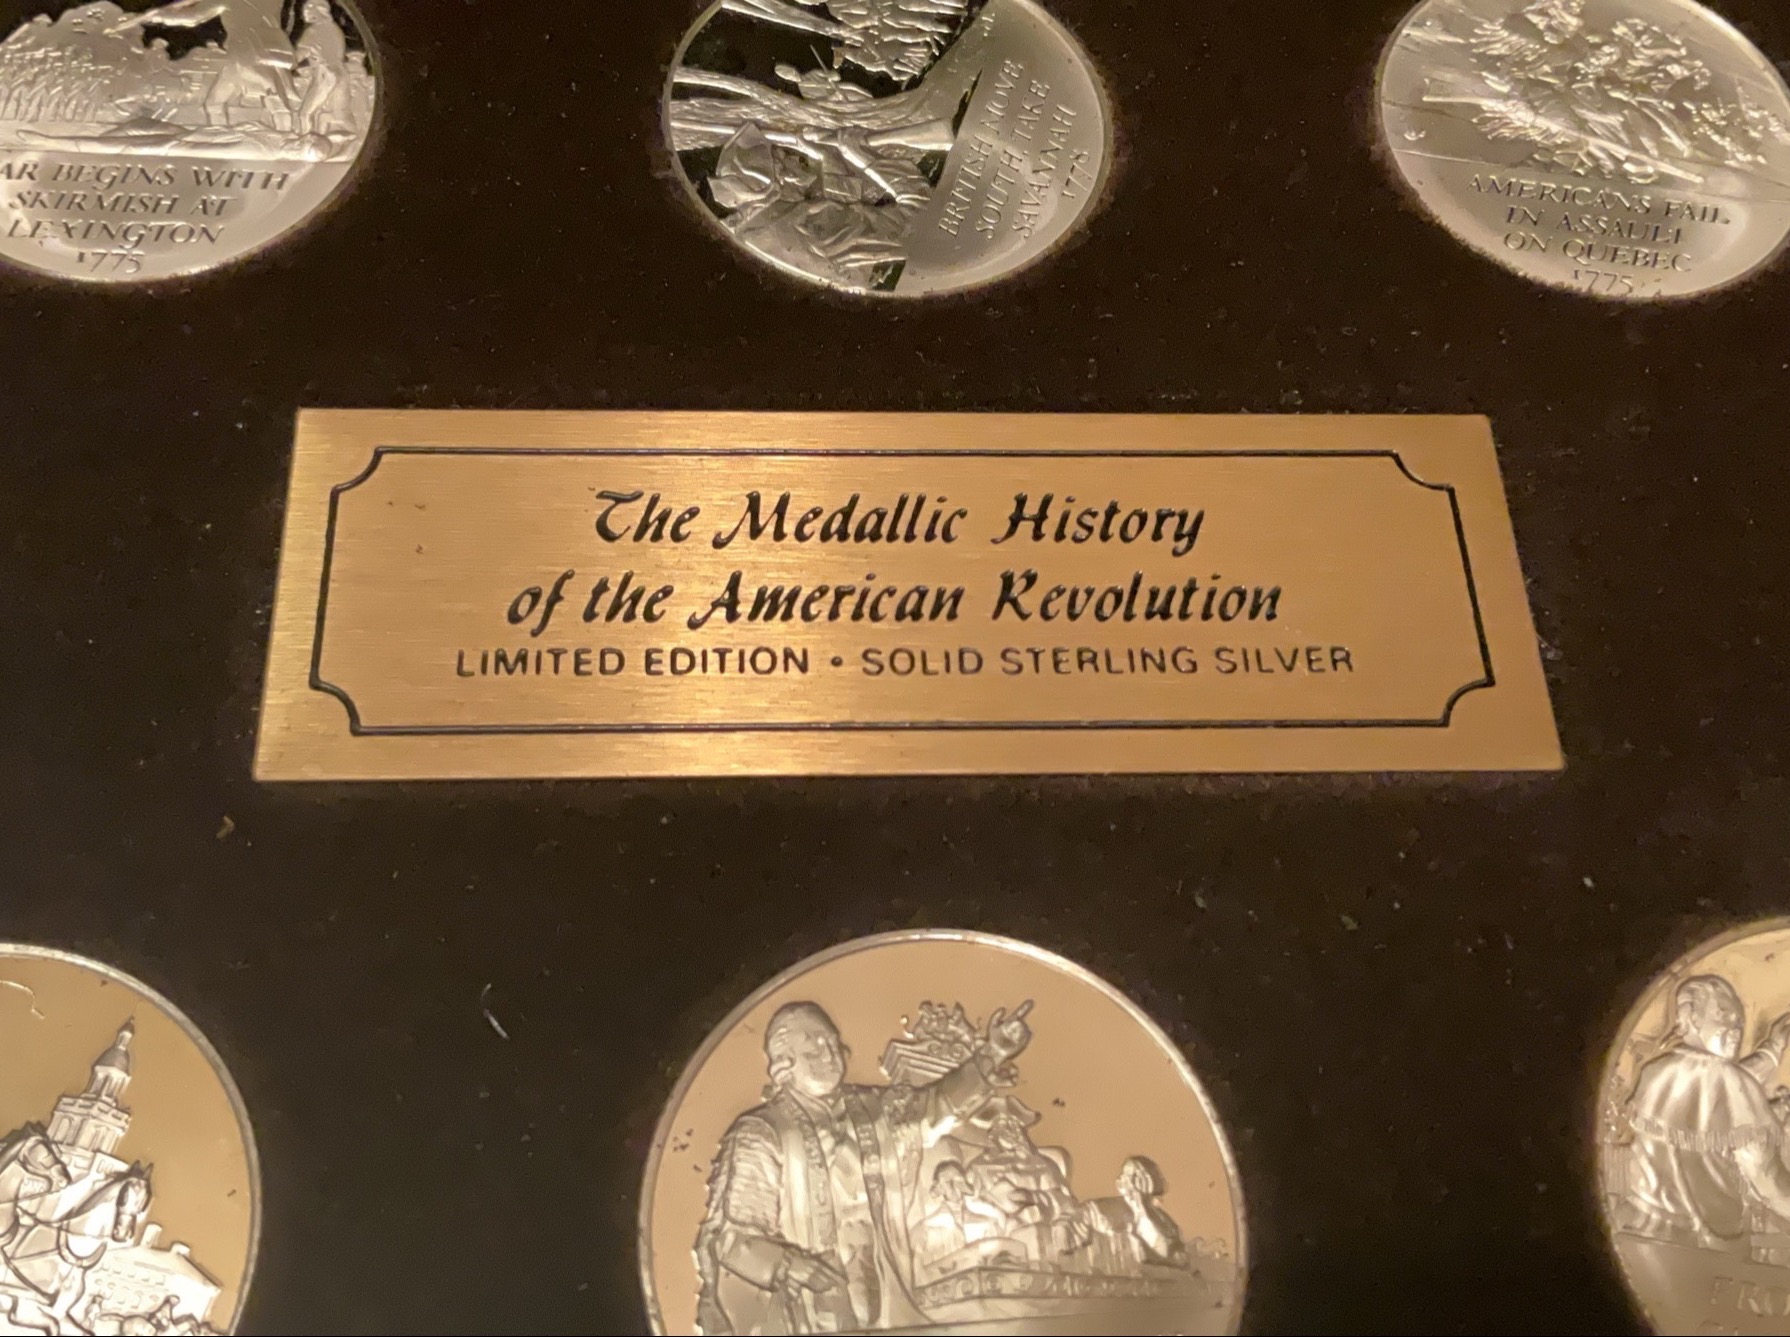 AR BEGINS WITH
SKIRMISH AT
LEXINGTON
1775
BRITISH MOVE
SOUTH, TAKE
SAVANNAH
1778
AMERICANS FAIL
IN ASSAULT
ON QUEBEC
1775
The Medallic History
of the American Revolution
LIMITED EDITION • SOLID STERLING SILVER